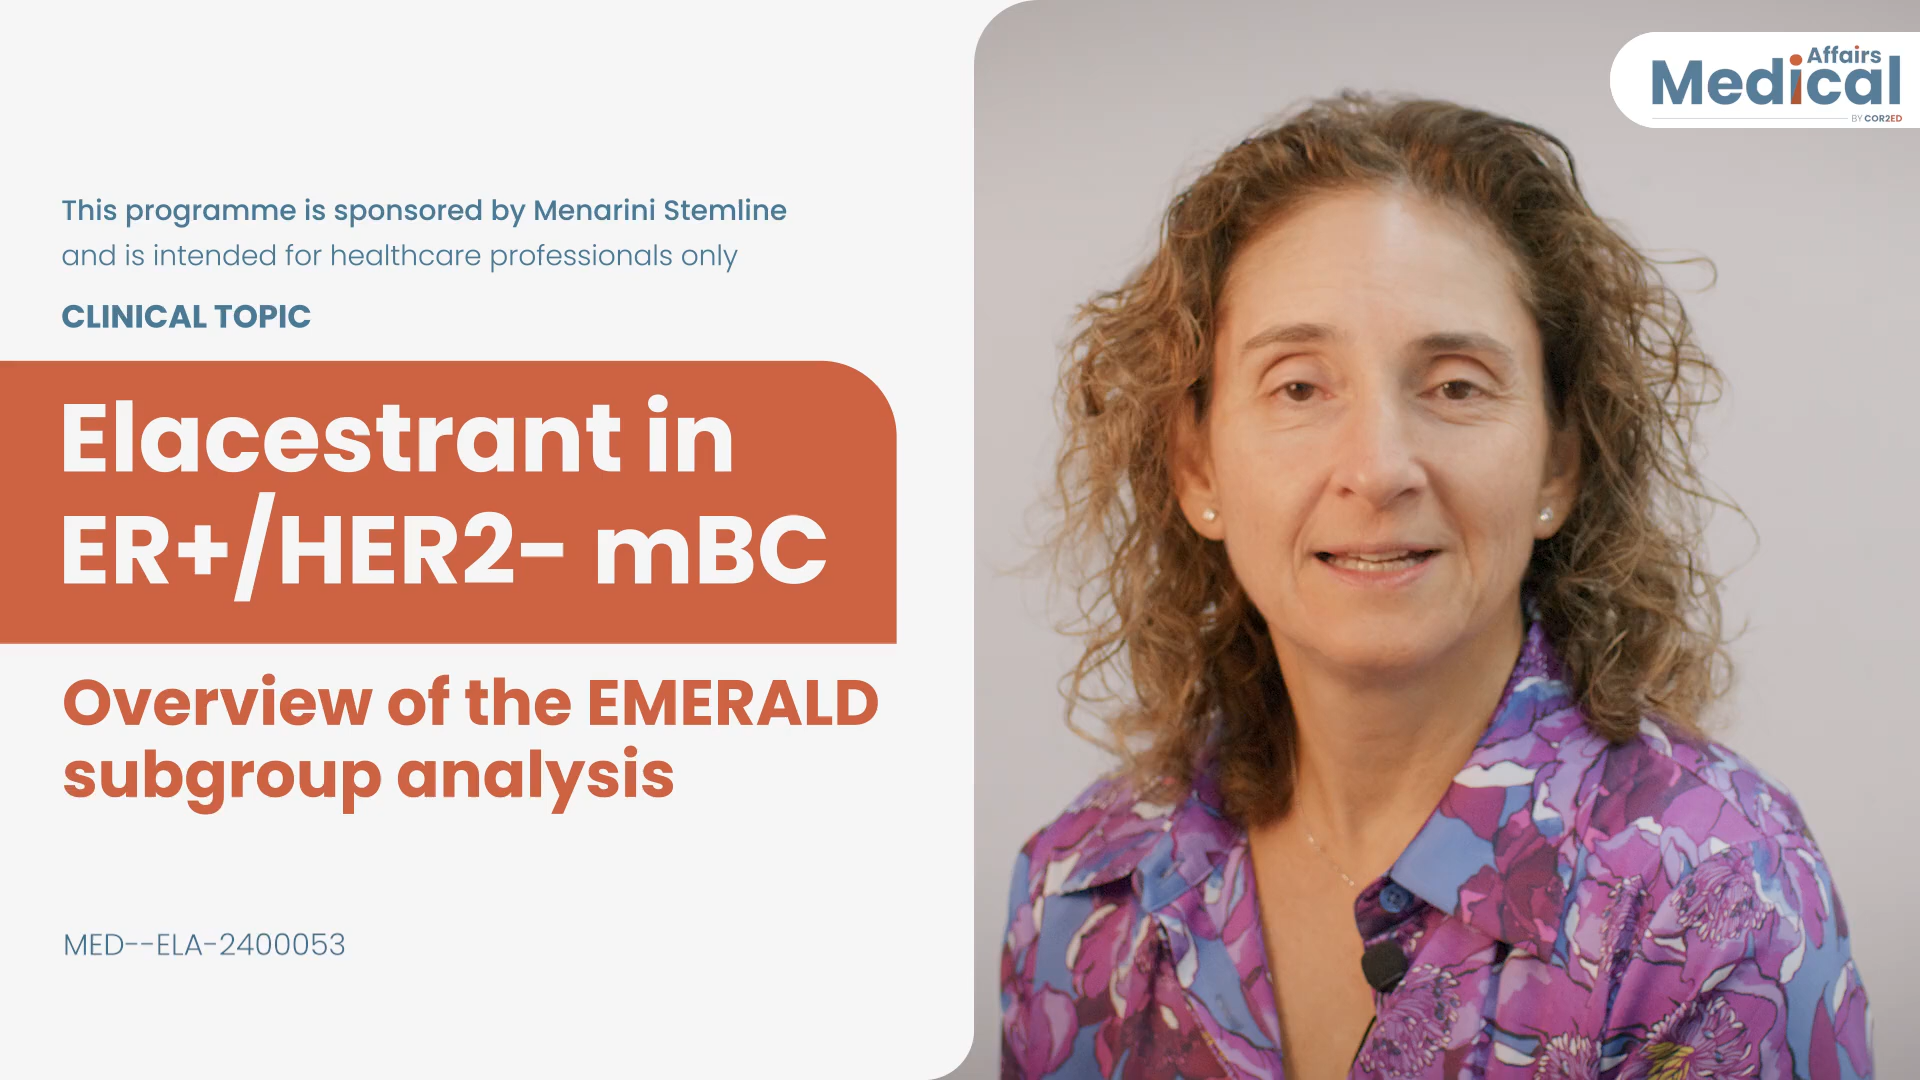 This programme is sponsored by Menarini Stemline
and is intended for healthcare professionals only
CLINICAL TOPIC
Elacestrant in
ER+/HER2- mBC
Overview of the EMERALD
subgroup analysis
MED--ELA-2400053
Affairs
Medical
BY COR2ED